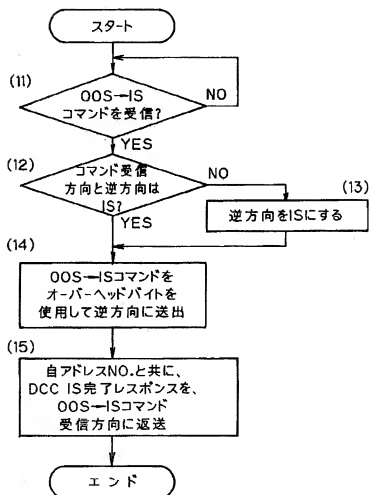 スタート
(11)
OOS→IS
コマンドを受信?
NO
YES
(12)
コマンド受信
方向と逆方向は
IS?
NO
YES
(13)
逆方向をISにする
(14)
OOS→ISコマンドを
オーバーヘッドバイトを
使用して逆方向に送出
(15)
自アドレスNO.と共に、
DCC IS完了レスポンスを、
OOS→ISコマンド
受信方向に返送
エンド